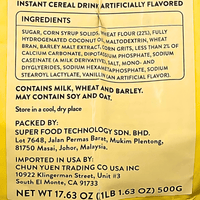 INSTANT CEREAL DRINK ARTIFICIALLY FLAVORED
INGREDIENTS
SUGAR, CORN SYRUP SOLIDS, WHEAT FLOUR (22%), FULLY
HYDROGENATED COCONUT OIL, MALTODEXTRIN, WHEAT
BRAN, BARLEY MALT EXTRACT, CORN GRITS, LESS THAN 2% OF
CALCIUM CARBONATE, DIPOTASSIUM PHOSPHATE, SODIUM
CASEINATE (A MILK DERIVATIVE), SALT, MONO- AND
DIGLYCERIDES, SODIUM HEXAMETAPHOSPHATE, SODIUM
STEAROYL LACTYLATE, VANILLIN (AN ARTIFICIAL FLAVOR).
CONTAINS MILK, WHEAT AND BARLEY.
MAY CONTAIN SOY AND OAT.
Store in a cool, dry place
PACKED BY:
SUPER FOOD TECHNOLOGY SDN. BHD.
Lot 7648, Jalan Permas Barat, Mukim Plentong,
81750 Masai, Johor, Malaysia.
IMPORTED IN USA BY:
CHUN YUEN TRADING CO USA INC
10922 Klingerman Street, Unit #3
South El Monte, CA 91733
NET WT 17.63 OZ (1LB 1.63 OZ) 500G